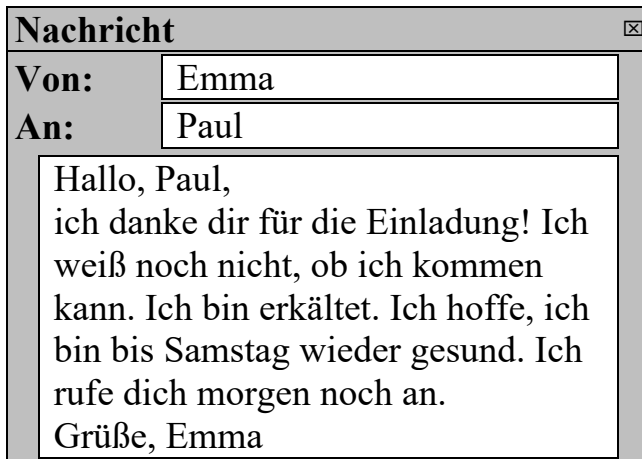 Nachricht
Von: Emma
An: Paul
Hallo, Paul,
ich danke dir für die Einladung! Ich
weiß noch nicht, ob ich kommen
kann. Ich bin erkältet. Ich hoffe, ich
bin bis Samstag wieder gesund. Ich
rufe dich morgen noch an.
Grüße, Emma